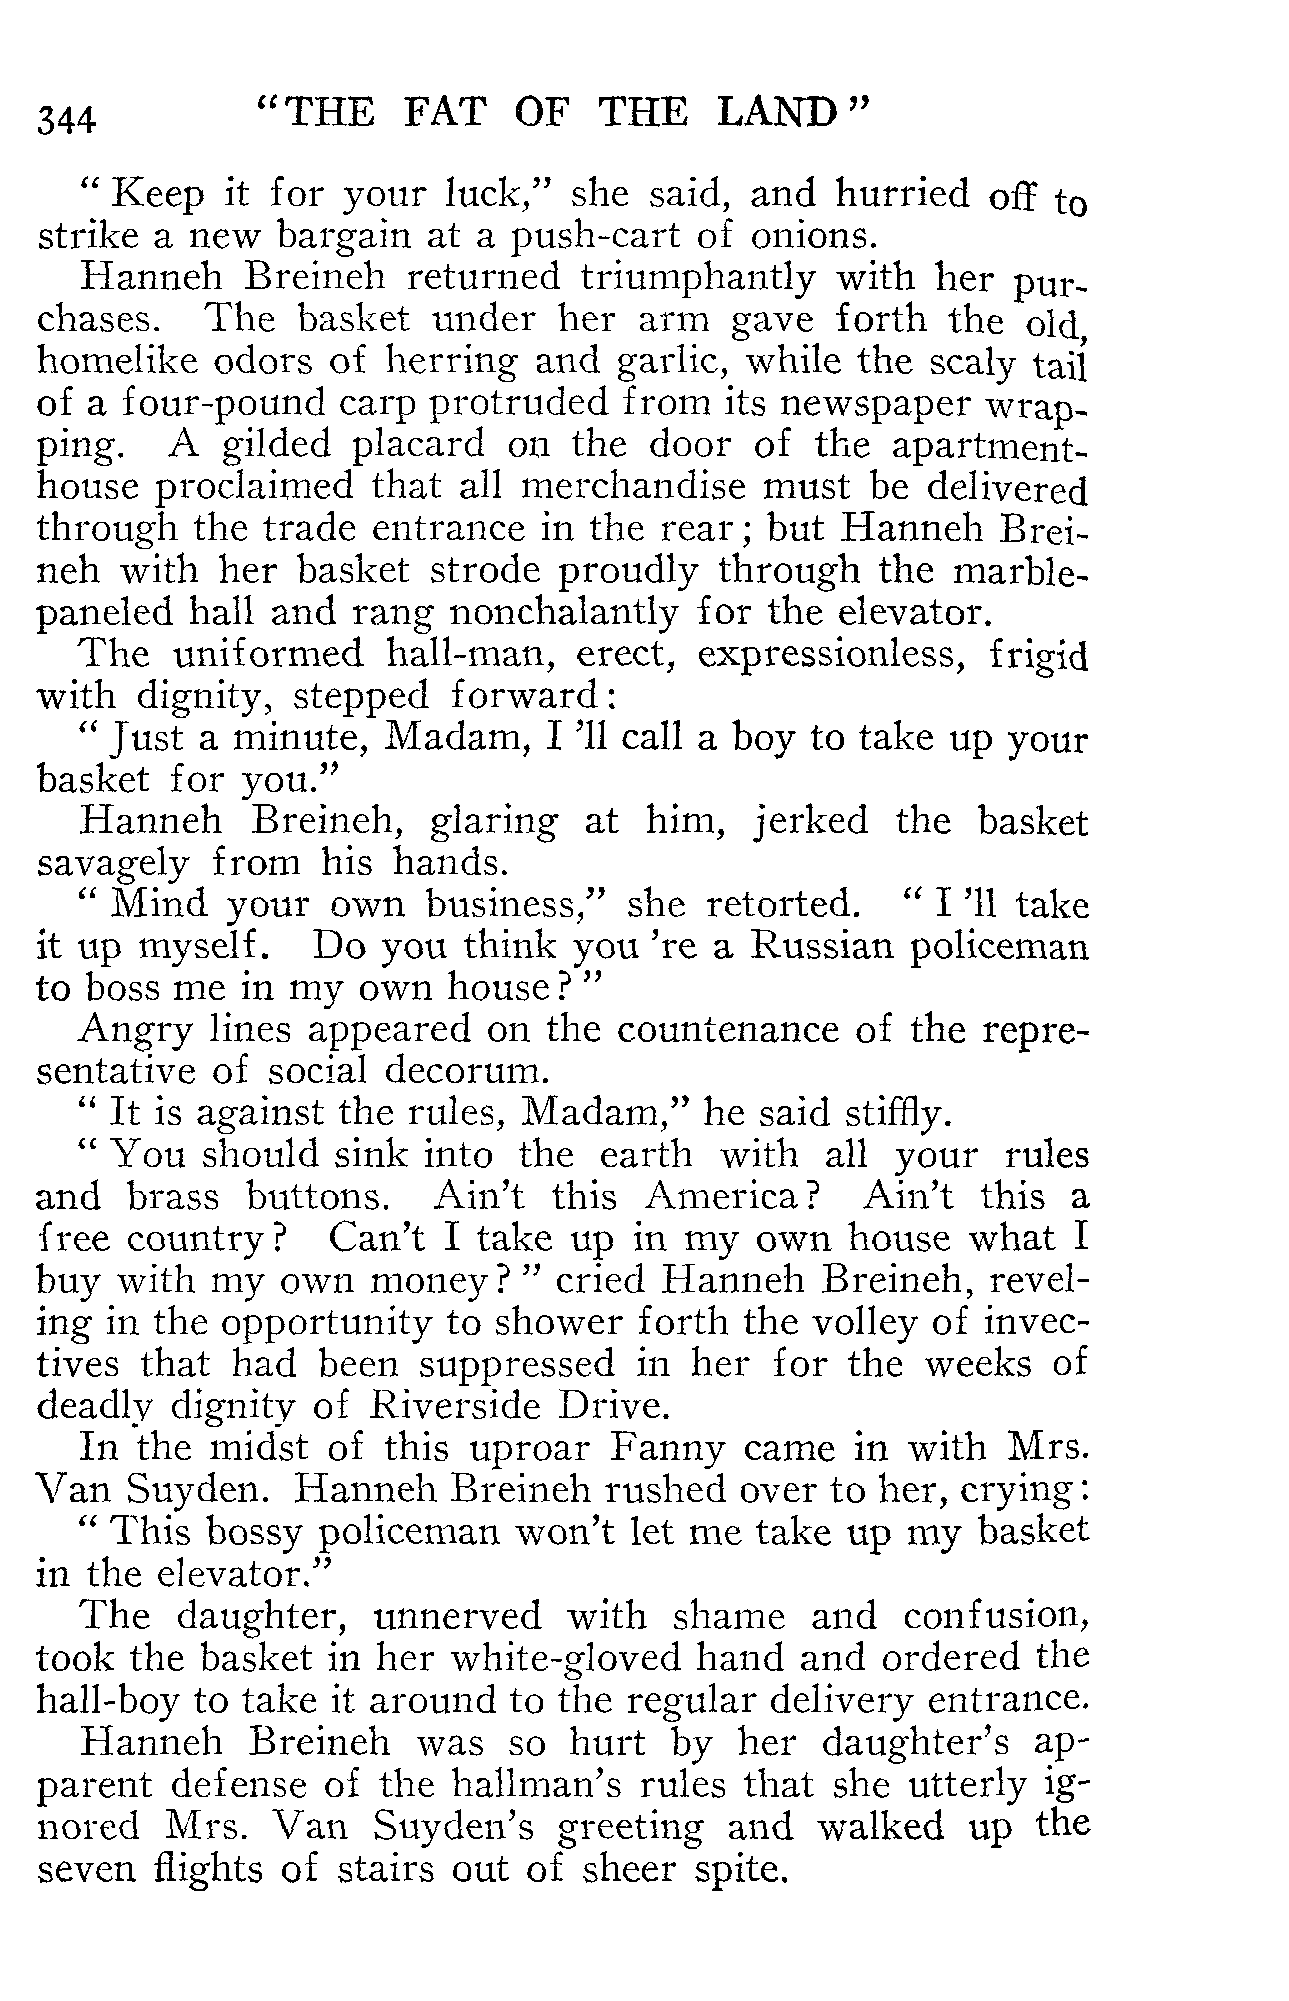 344 "THE FAT OF THE LAND"
" Keep it for your luck," she said, and hurried off to
strike a new bargain at a push-cart of onions.
Hanneh Breineh returned triumphantly with her pur-
chases. The basket under her arm gave forth the old,
homelike odors of herring and garlic, while the scaly tail
of a four-pound carp protruded from its newspaper wrap-
ping. A gilded placard on the door of the apartment-
house proclaimed that all merchandise must be delivered
through the trade entrance in the rear; but Hanneh Brei-
neh with her basket strode proudly through the marble-
paneled hall and rang nonchalantly for the elevator.
The uniformed hall-man, erect, expressionless, frigid
with dignity, stepped forward:
" Just a minute, Madam, I 'll call a boy to take up your
basket for you."
Hanneh Breineh, glaring at him, jerked the basket
savagely from his hands.
" Mind your own business," she retorted. " I 'll take
it up myself. Do you think you 're a Russian policeman
to boss me in my own house? "
Angry lines appeared on the countenance of the repre-
sentative of social decorum.
" It is against the rules, Madam," he said stiffly.
" You should sink into the earth with all your rules
and brass buttons. Ain't this America? Ain't this a
free country? Can't I take up in my own house what I
buy with my own money? " cried Hanneh Breineh, revel-
ing in the opportunity to shower forth the volley of invec-
tives that had been suppressed in her for the weeks of
deadly dignity of Riverside Drive.
In the midst of this uproar Fanny came in with Mrs.
Van Suyden. Hanneh Breineh rushed over to her, crying:
" This bossy policeman won't let me take up my basket
in the elevator."
The daughter, unnerved with shame and confusion,
took the basket in her white-gloved hand and ordered the
hall-boy to take it around to the regular delivery entrance.
Hanneh Breineh was so hurt by her daughter's ap-
parent defense of the hallman's rules that she utterly ig-
nored Mrs. Van Suyden's greeting and walked up the
seven flights of stairs out of sheer spite.